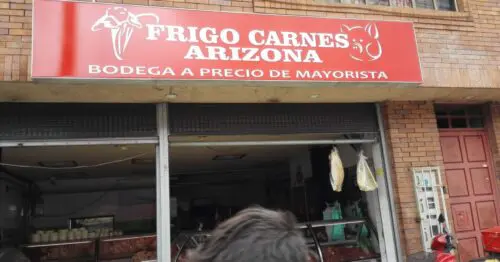 FRIGO CARNES
ARIZONA
BODEGA A PRECIO DE MAYORISTA